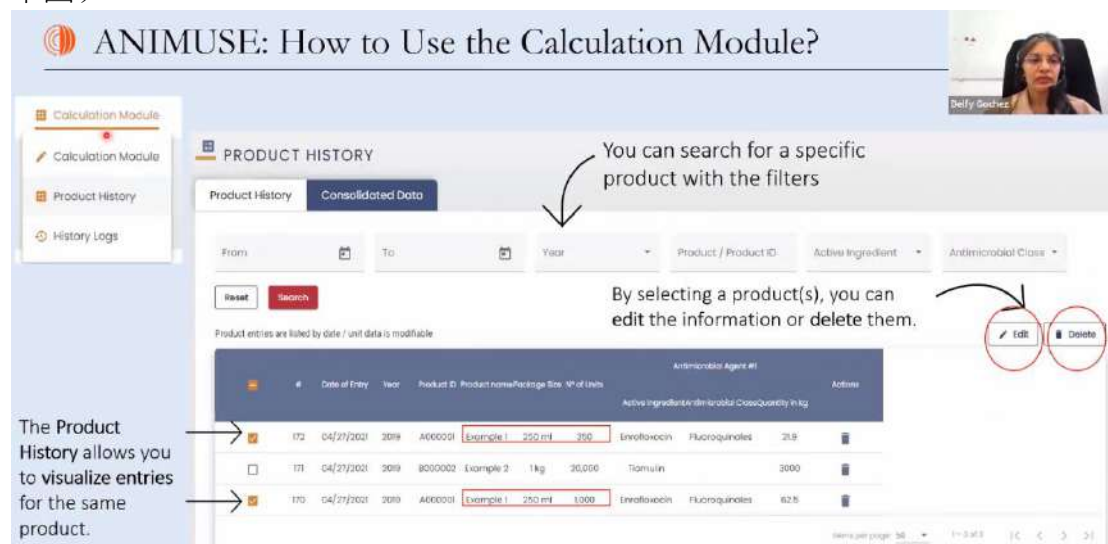 ANIMUSE: How to Use the Calculation Module?
Deify Gochez
Calculation Module
Calculation Module
Product History
History Logs
PRODUCT HISTORY
You can search for a specific
product with the filters
Product History
Consolidated Data
From
To
Year
Product / Product ID
Active Ingredient
Antimicrobial Class
Reset
Search
By selecting a product(s), you can
edit the information or delete them.
Product entries are listed by date / unit data is modifiable
Edit
Delete
Antimicrobial Agent #1
# Date of Entry Year Product ID Product name Package Size Nº of Units Actions
Active Ingredient Antimicrobial Class Quantity in kg
172 04/27/2021 2019 A000001 Example 1 250 ml 350 Enrofloxacin Fluoroquinoles 21.9
171 04/27/2021 2019 B000002 Example 2 1 kg 20,000 Tiamulin 3000
170 04/27/2021 2019 A000001 Example 1 250 ml 1,000 Enrofloxacin Fluoroquinoles 62.5
The Product
History allows you
to visualize entries
for the same
product.
Items per page: 50 1 – 3 of 3